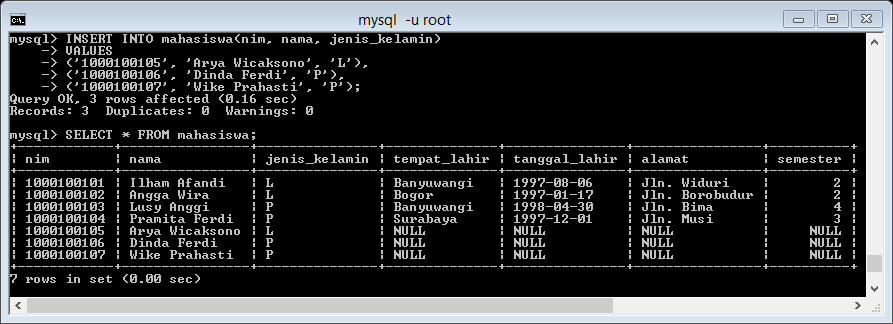 mysql -u root
mysql> INSERT INTO mahasiswa(nim, nama, jenis_kelamin)
    -> VALUES
    -> ('1000100105', 'Arya Wicaksono', 'L'),
    -> ('1000100106', 'Dinda Ferdi', 'P'),
    -> ('1000100107', 'Wike Prahasti', 'P');
Query OK, 3 rows affected (0.16 sec)
Records: 3  Duplicates: 0  Warnings: 0
mysql> SELECT * FROM mahasiswa;
+------------+----------------+---------------+--------------+---------------+----------------+----------+
| nim        | nama           | jenis_kelamin | tempat_lahir | tanggal_lahir | alamat         | semester |
+------------+----------------+---------------+--------------+---------------+----------------+----------+
| 1000100101 | Ilham Afandi   | L             | Banyuwangi   | 1997-08-06    | Jln. Widuri    |        2 |
| 1000100102 | Angga Wira     | L             | Bogor        | 1997-01-17    | Jln. Borobudur |        2 |
| 1000100103 | Lusy Anggi     | P             | Banyuwangi   | 1998-04-30    | Jln. Bima      |        4 |
| 1000100104 | Pramita Ferdi  | P             | Surabaya     | 1997-12-01    | Jln. Musi      |        3 |
| 1000100105 | Arya Wicaksono | L             | NULL         | NULL          | NULL           |     NULL |
| 1000100106 | Dinda Ferdi    | P             | NULL         | NULL          | NULL           |     NULL |
| 1000100107 | Wike Prahasti  | P             | NULL         | NULL          | NULL           |     NULL |
+------------+----------------+---------------+--------------+---------------+----------------+----------+
7 rows in set (0.00 sec)